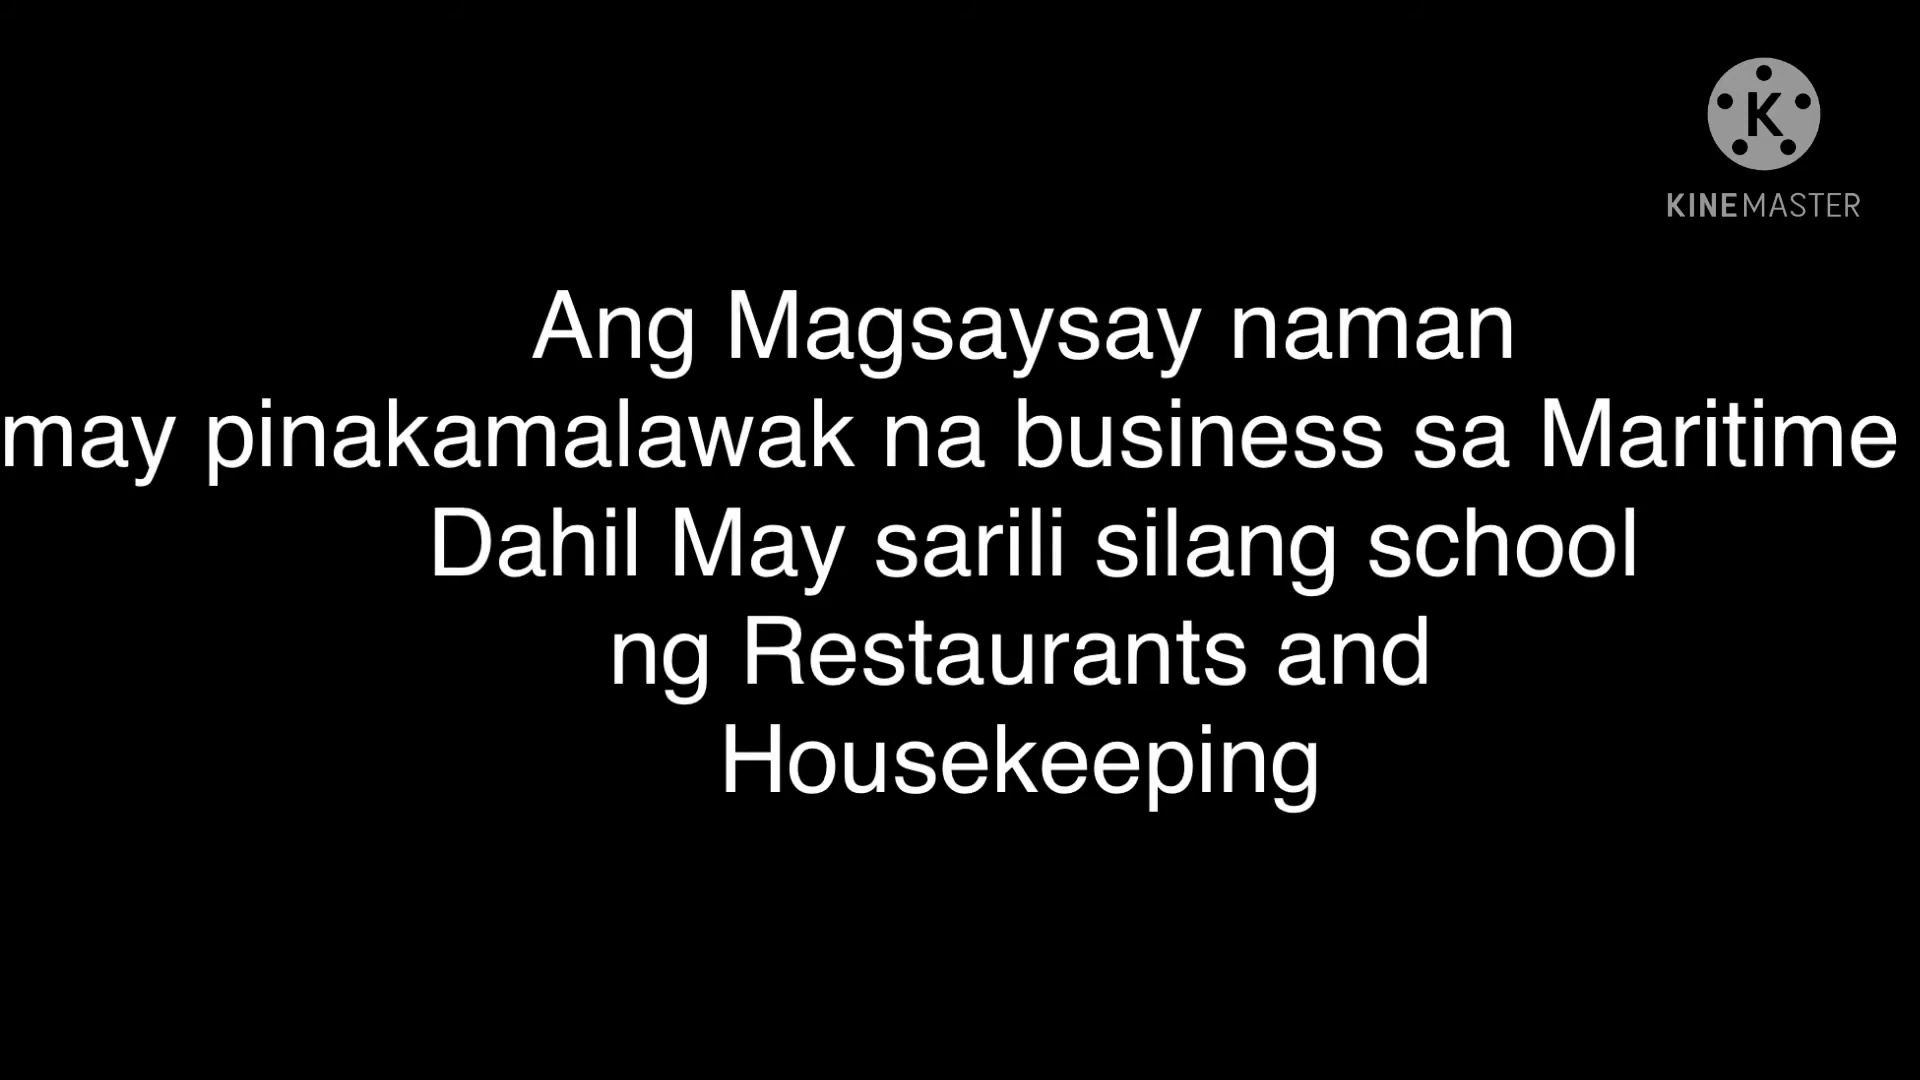 K
KINEMASTER
Ang Magsaysay naman
may pinakamalawak na business sa Maritime
Dahil May sarili silang school
ng Restaurants and
Housekeeping